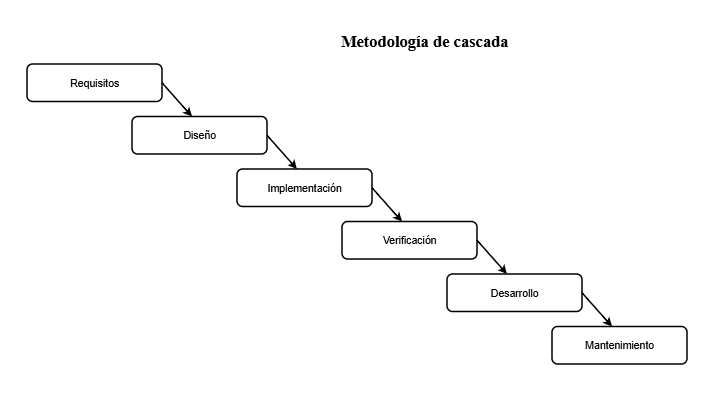 Metodología de cascada
Requisitos
Diseño
Implementación
Verificación
Desarrollo
Mantenimiento